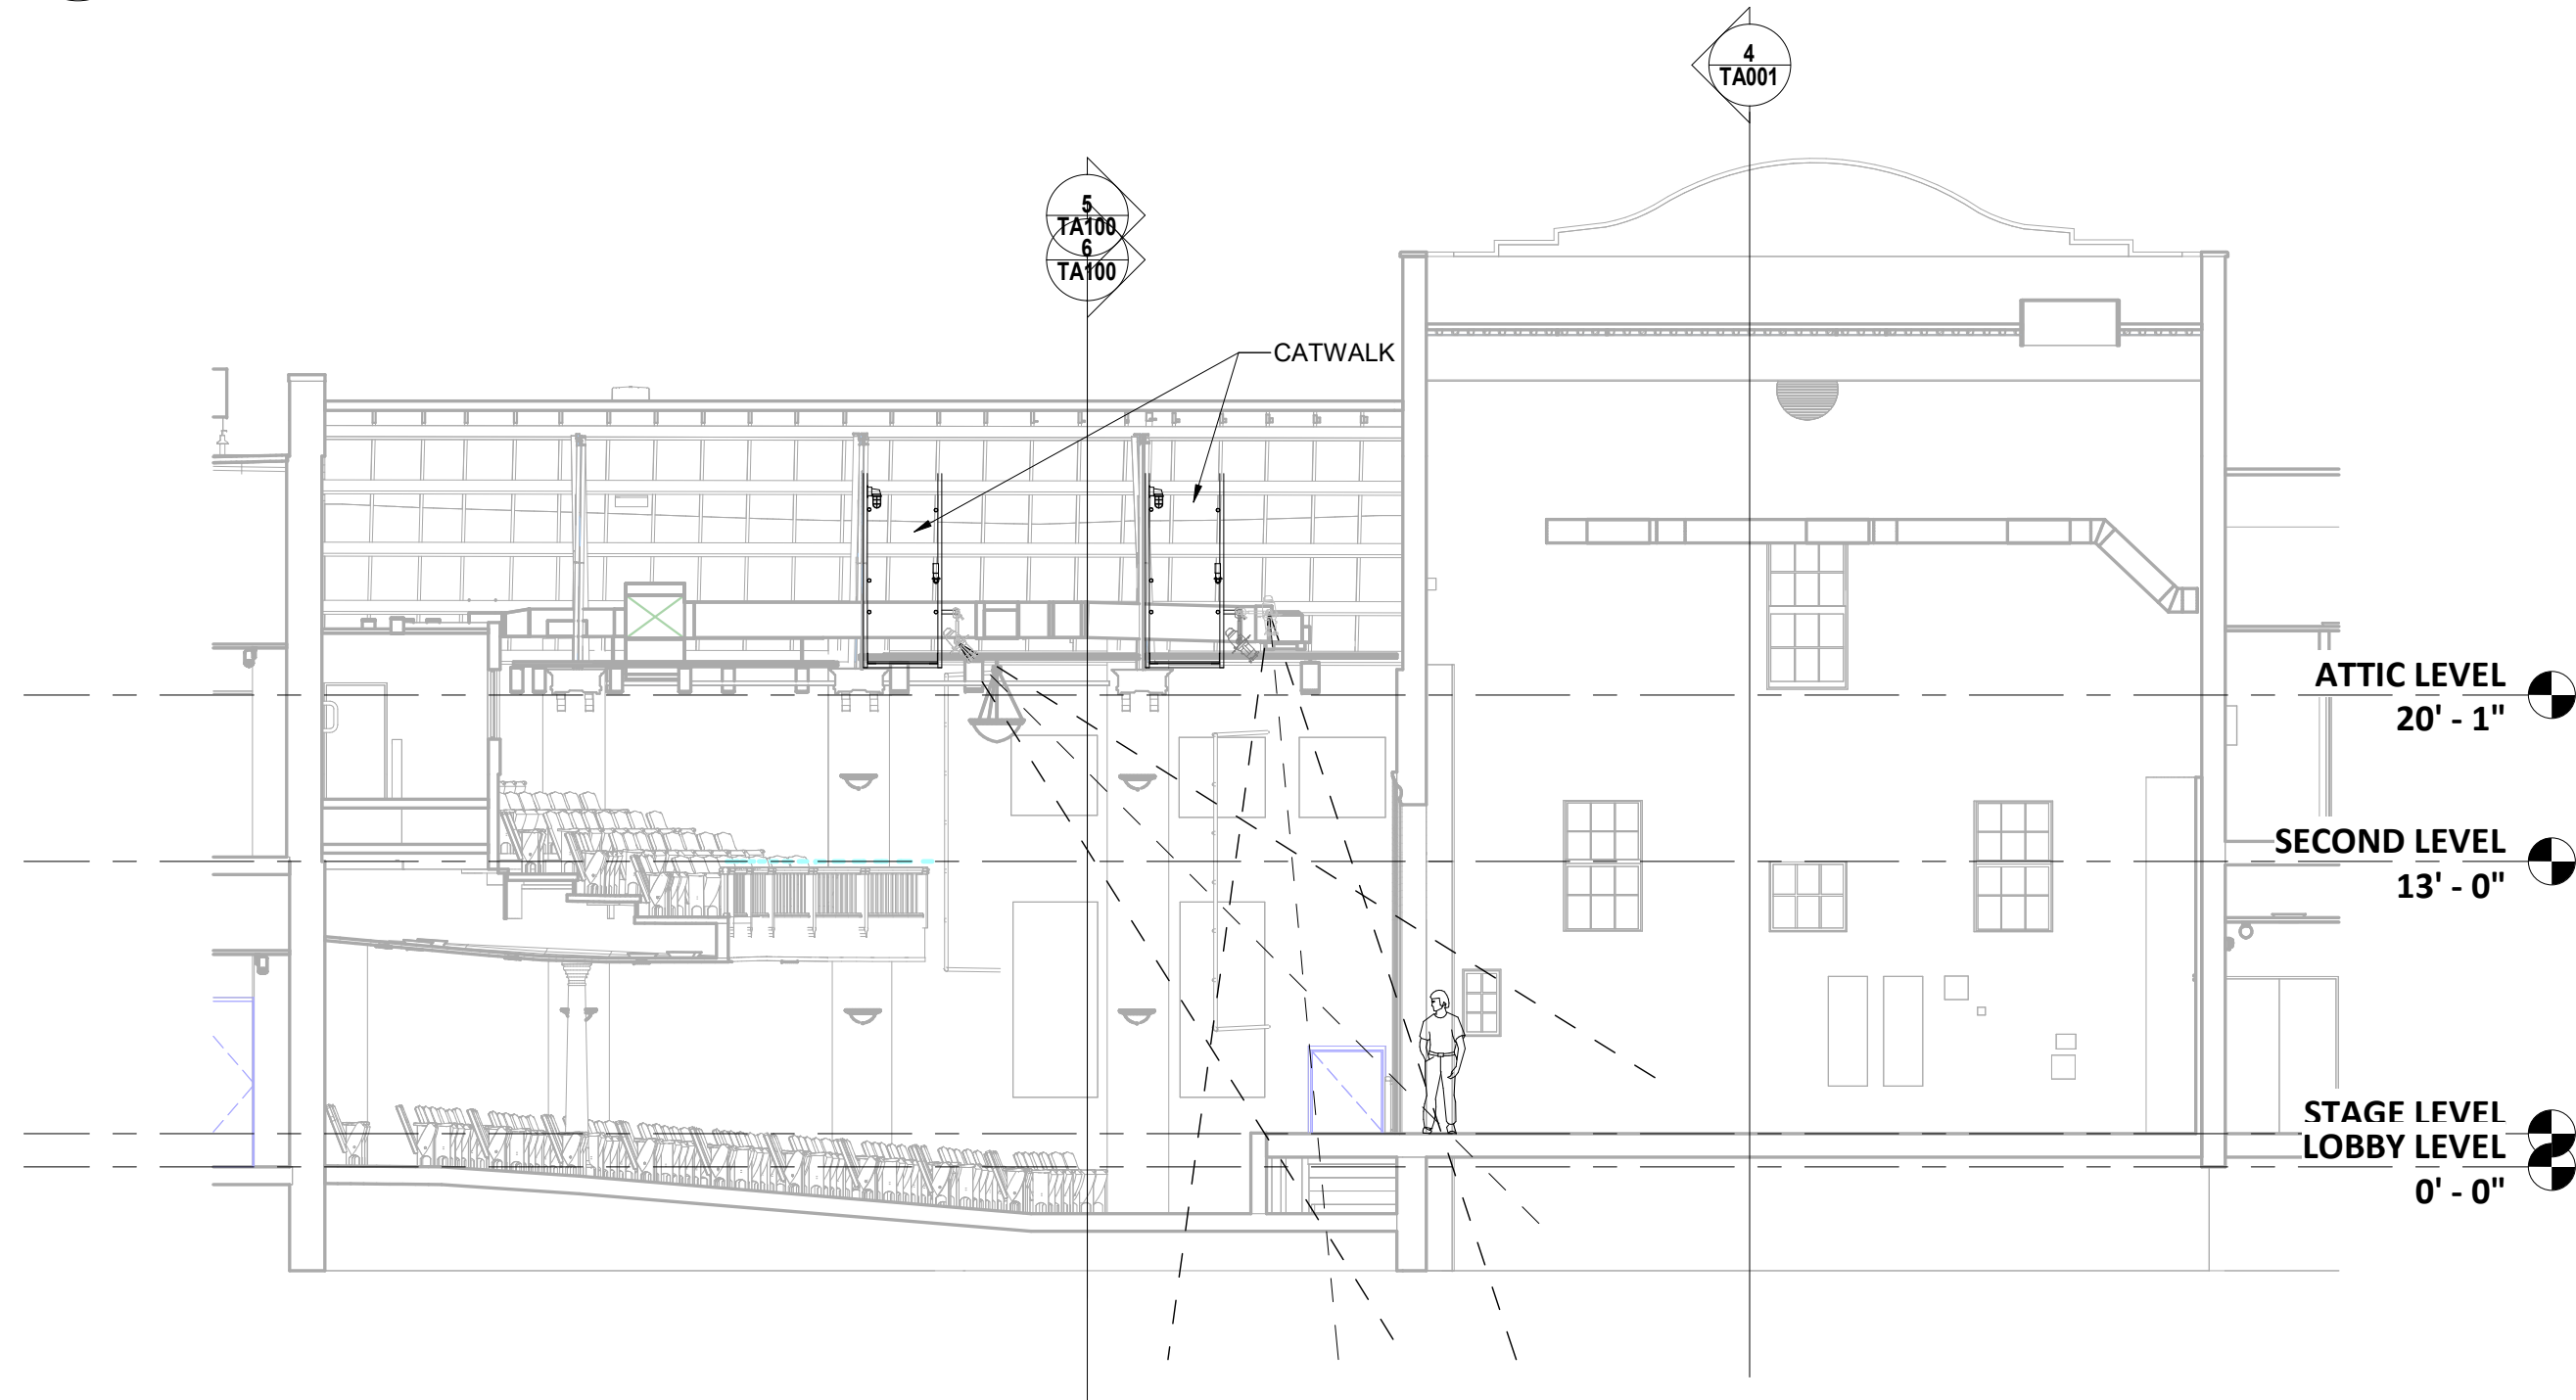 4
TA001
5
TA100
6
TA100
CATWALK
ATTIC LEVEL
20' - 1"
SECOND LEVEL
13' - 0"
STAGE LEVEL
LOBBY LEVEL
0' - 0"